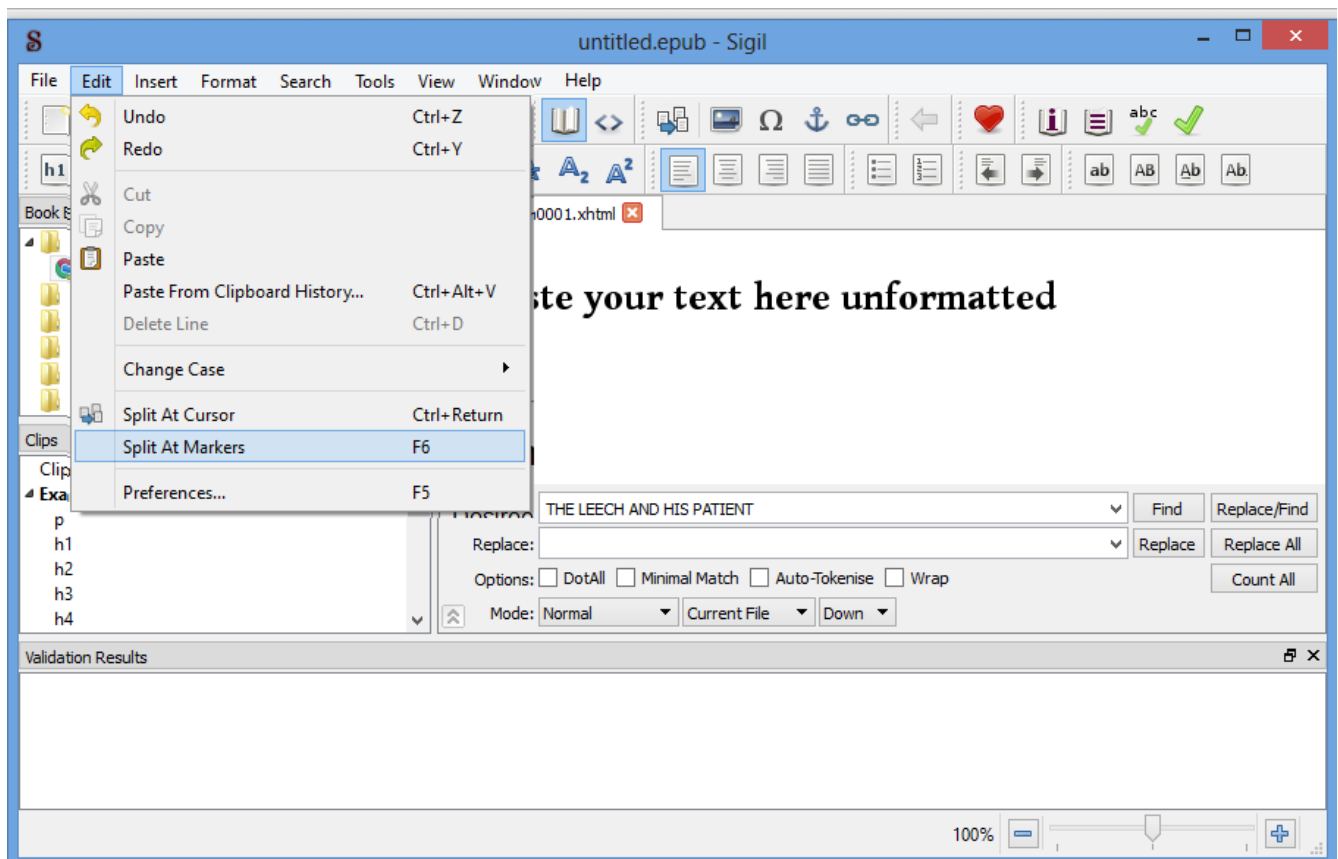 untitled.epub - Sigil
File Edit Insert Format Search Tools View Window Help
Undo Ctrl+Z
Redo Ctrl+Y
Cut
Copy
Paste
Paste From Clipboard History... Ctrl+Alt+V
Delete Line Ctrl+D
Change Case
Split At Cursor Ctrl+Return
Split At Markers F6
Preferences... F5
Ω A₂ A² abc
h1 ab AB Ab Ab.
Book
0001.xhtml
your text here unformatted
Clips
p
h1
h2
h3
h4
THE LEECH AND HIS PATIENT Find Replace/Find
Replace: Replace Replace All
Options: DotAll Minimal Match Auto-Tokenise Wrap Count All
Mode: Normal Current File Down
Validation Results
100%